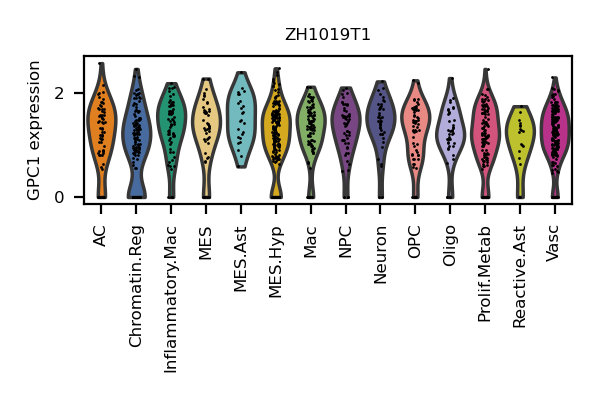 ZH1019T1
GPC1 expression
2
0
AC
Chromatin.Reg
Inflammatory.Mac
MES
MES.Ast
MES.Hyp
Mac
NPC
Neuron
OPC
Oligo
Prolif.Metab
Reactive.Ast
Vasc